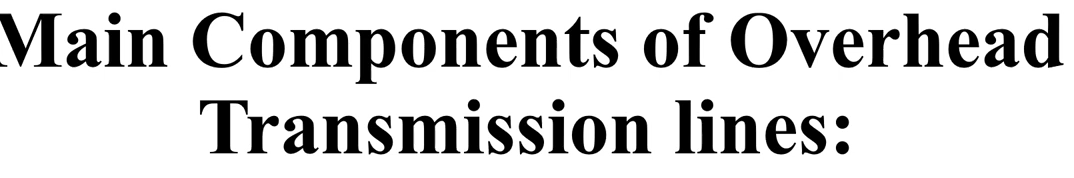 Main Components of Overhead
Transmission lines: